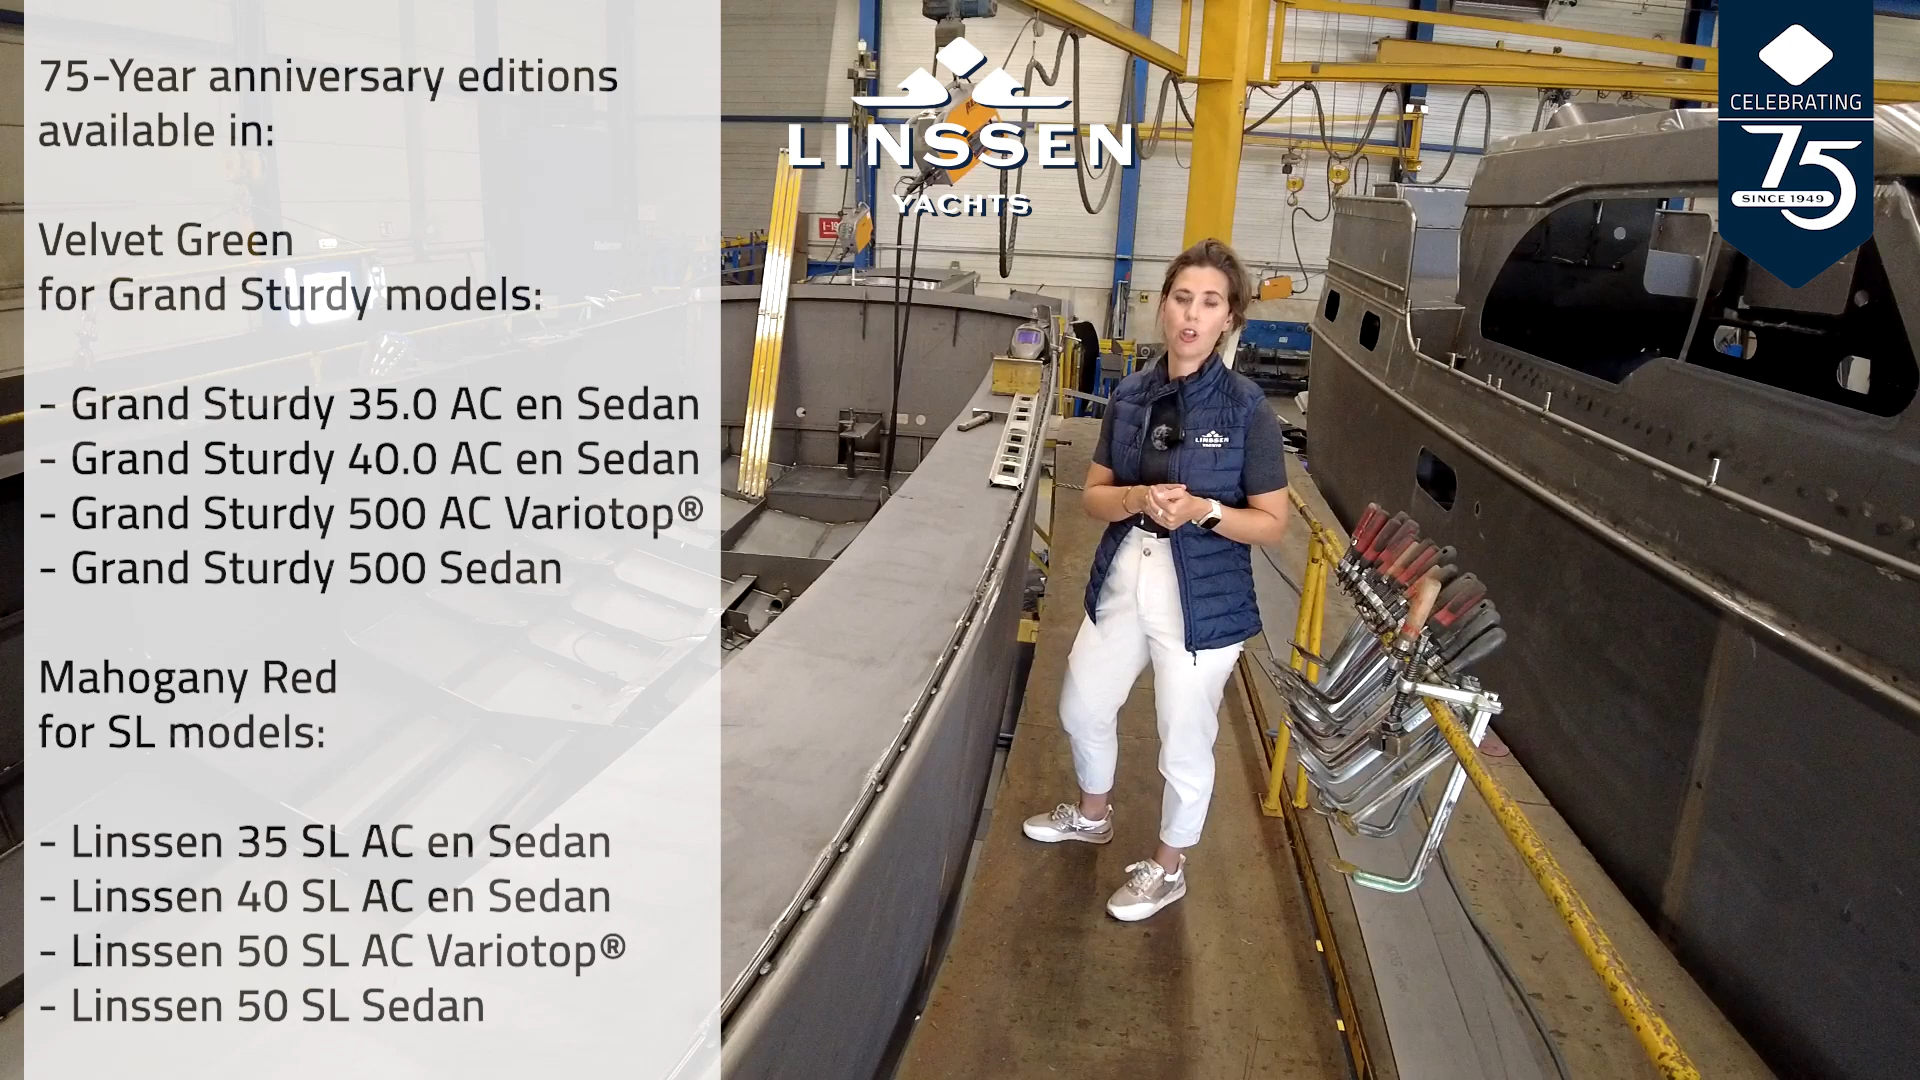 75-Year anniversary editions
available in:
Velvet Green
for Grand Sturdy models:
- Grand Sturdy 35.0 AC en Sedan
- Grand Sturdy 40.0 AC en Sedan
- Grand Sturdy 500 AC Variotop®
- Grand Sturdy 500 Sedan
Mahogany Red
for SL models:
- Linssen 35 SL AC en Sedan
- Linssen 40 SL AC en Sedan
- Linssen 50 SL AC Variotop®
- Linssen 50 SL Sedan
LINSSEN
YACHTS
CELEBRATING
75
SINCE 1949
LINSSEN
YACHTS